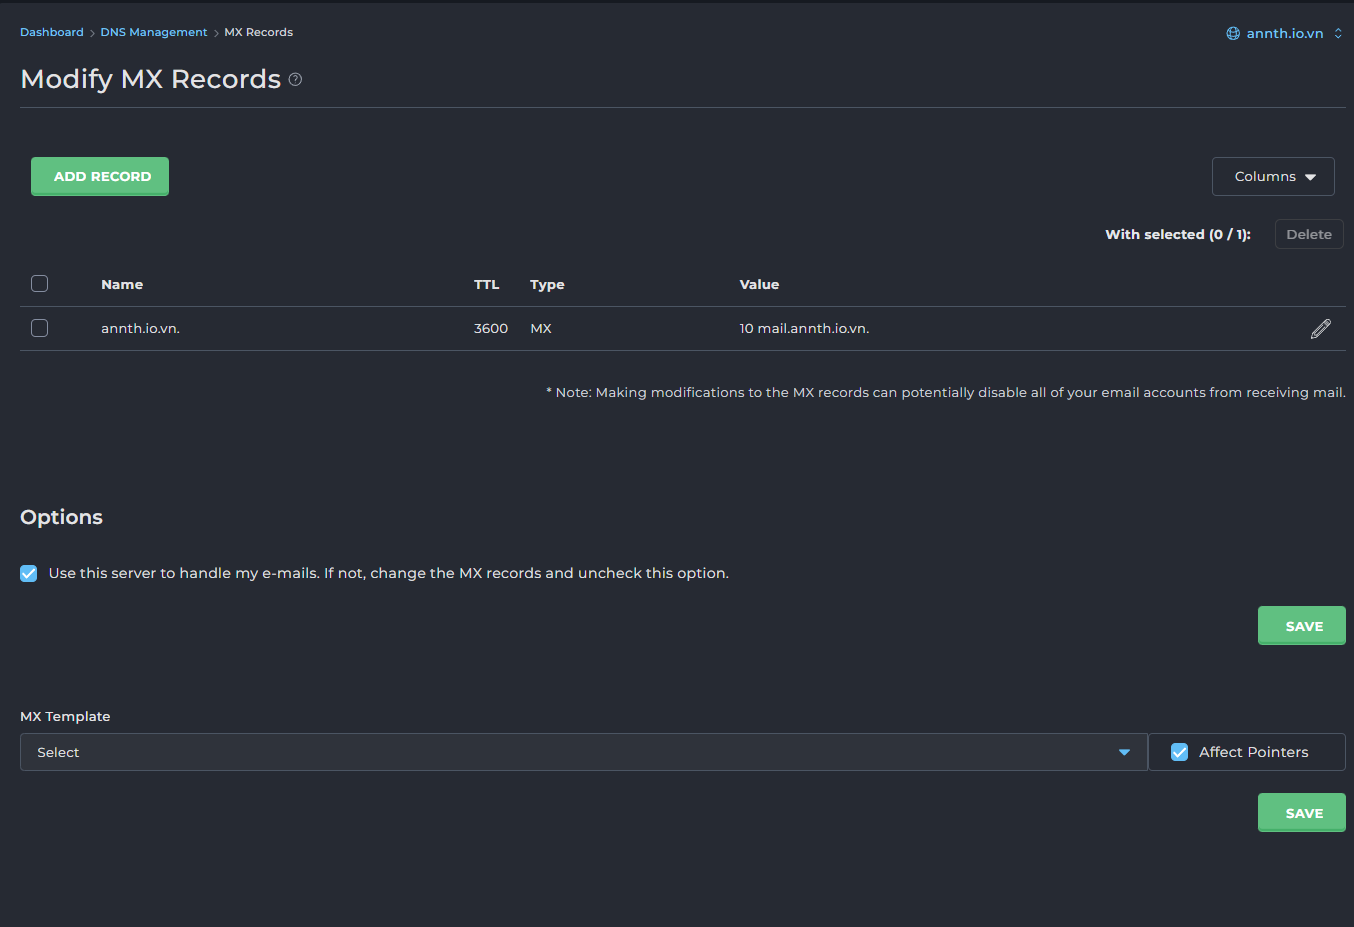 Dashboard > DNS Management > MX Records
annth.io.vn
Modify MX Records
ADD RECORD
Columns
With selected (0 / 1):
Delete
Name TTL Type Value
annth.io.vn. 3600 MX 10 mail.annth.io.vn.
* Note: Making modifications to the MX records can potentially disable all of your email accounts from receiving mail.
Options
Use this server to handle my e-mails. If not, change the MX records and uncheck this option.
SAVE
MX Template
Select
Affect Pointers
SAVE